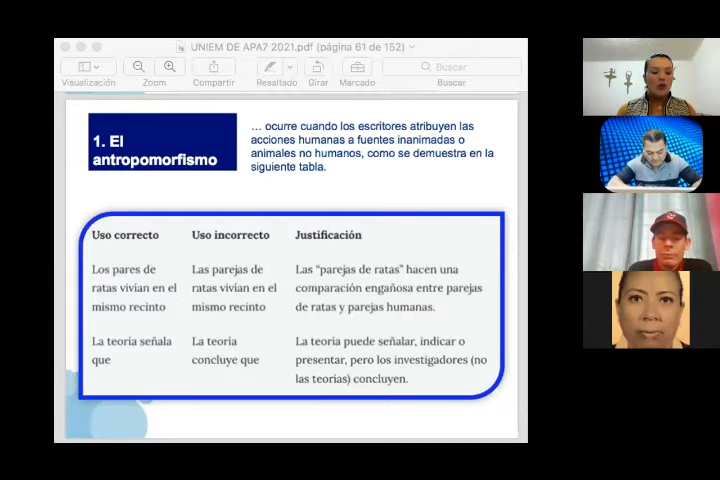 UNIEM DE APA7 2021.pdf (página 61 de 152)
Visualización
Zoom
Compartir
Resaltado
Girar
Marcado
Buscar
Buscar
1. El
antropomorfismo
… ocurre cuando los escritores atribuyen las
acciones humanas a fuentes inanimadas o
animales no humanos, como se demuestra en la
siguiente tabla.
Uso correcto Uso incorrecto Justificación
Los pares de
ratas vivían en el
mismo recinto
Las parejas de
ratas vivían en el
mismo recinto
Las “parejas de ratas” hacen una
comparación engañosa entre parejas
de ratas y parejas humanas.
La teoría señala
que
La teoría
concluye que
La teoría puede señalar, indicar o
presentar, pero los investigadores (no
las teorías) concluyen.